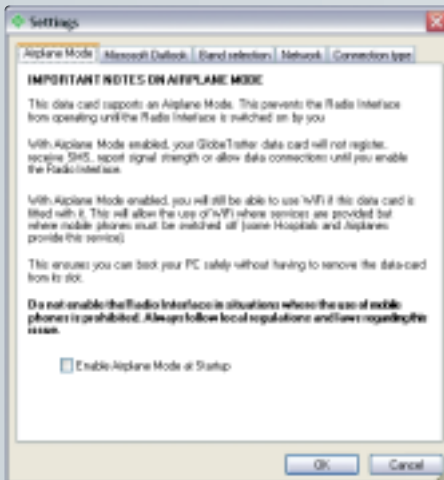 Settings
Airplane Mode Microsoft Outlook Band selection Network Connection type
IMPORTANT NOTES ON AIRPLANE MODE
This data card supports an Airplane Mode. This prevents the Radio Interface
from operating until the Radio Interface is switched on by you
With Airplane Mode enabled, your GlobeTrotter data card will not register,
receive SMS, report signal strength or allow data connections until you enable
the Radio Interface.
With Airplane Mode enabled, you will still be able to use WiFi if this data card is
fitted with it. This will allow the use of WiFi where services are provided but
where mobile phones must be switched off (some Hospitals and Airplanes
provide this service).
This ensures you can boot your PC safely without having to remove the data-card
from its slot.
Do not enable the Radio Interface in situations where the use of mobile
phones is prohibited. Always follow local regulations and laws regarding this
issue.
Enable Airplane Mode at Startup
OK Cancel